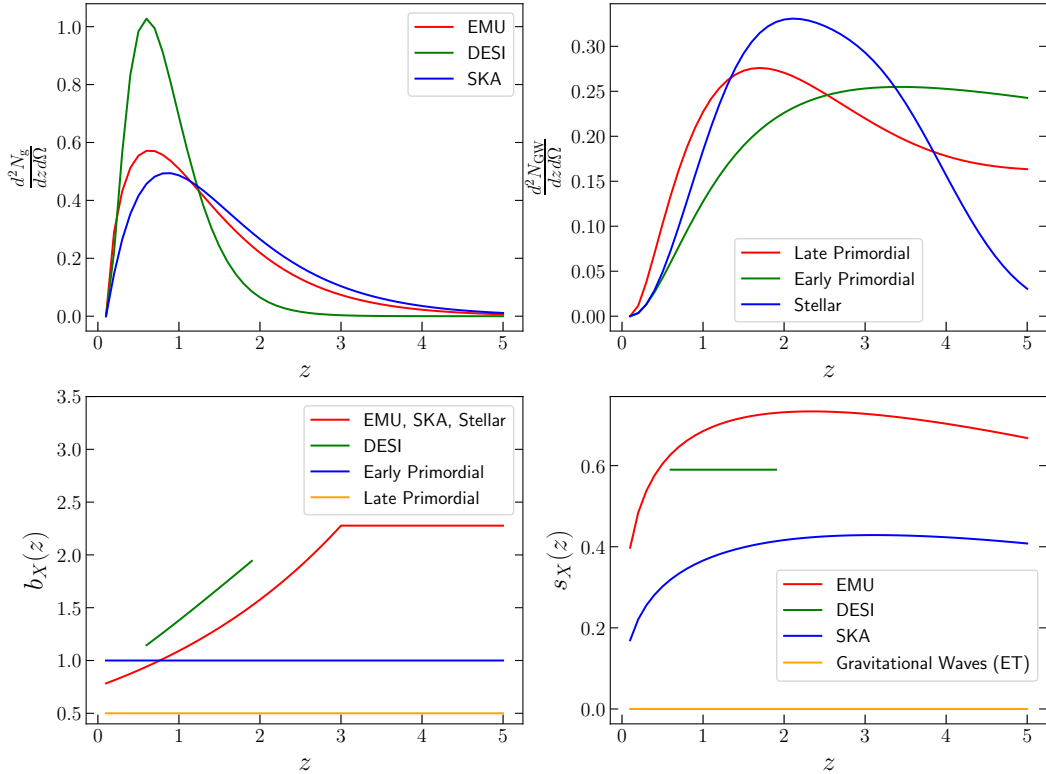 1.0
0.8
0.6
0.4
0.2
0.0
0
1
2
3
4
5
z
d²N_g/dzdΩ
EMU
DESI
SKA
0.30
0.25
0.20
0.15
0.10
0.05
0.00
0
1
2
3
4
5
z
d²N_GW/dzdΩ
Late Primordial
Early Primordial
Stellar
3.5
3.0
2.5
2.0
1.5
1.0
0.5
0
1
2
3
4
5
z
b_X(z)
EMU, SKA, Stellar
DESI
Early Primordial
Late Primordial
0.6
0.4
0.2
0.0
0
1
2
3
4
5
z
s_X(z)
EMU
DESI
SKA
Gravitational Waves (ET)